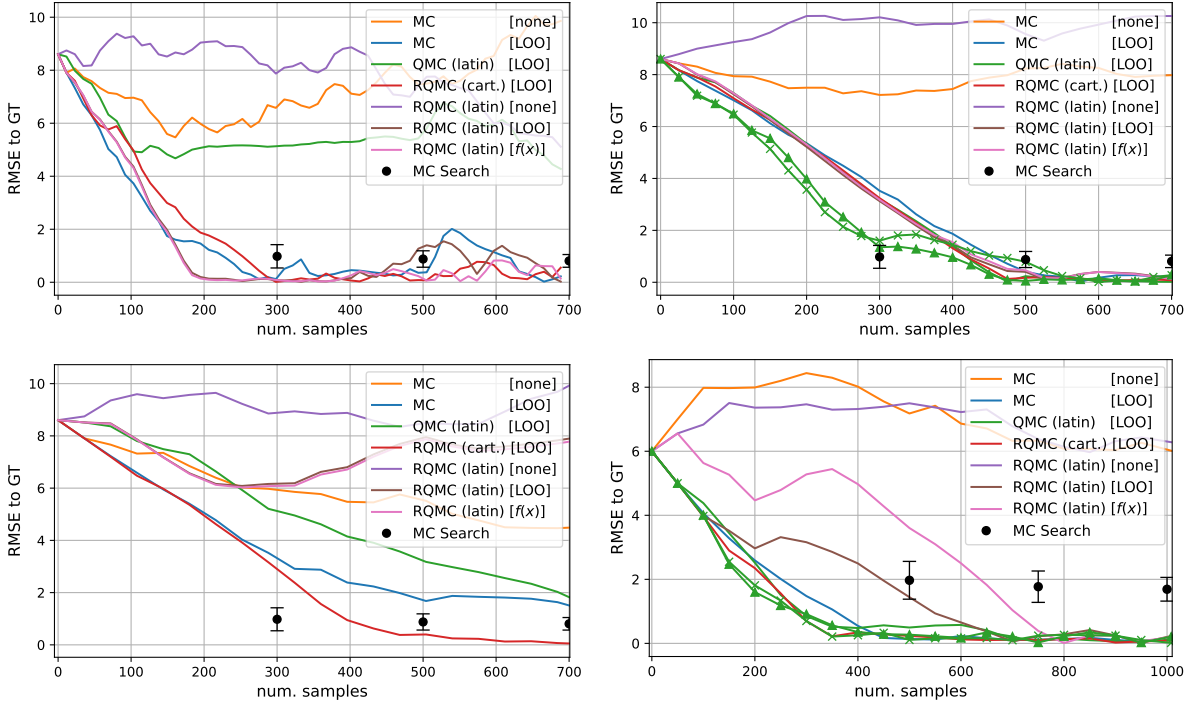 10
8
6
4
2
0
RMSE to GT
0 100 200 300 400 500 600 700
num. samples
MC [none]
MC [LOO]
QMC (latin) [LOO]
RQMC (cart.) [LOO]
RQMC (latin) [none]
RQMC (latin) [LOO]
RQMC (latin) [f(x)]
MC Search
10
8
6
4
2
0
RMSE to GT
0 100 200 300 400 500 600 700
num. samples
MC [none]
MC [LOO]
QMC (latin) [LOO]
RQMC (cart.) [LOO]
RQMC (latin) [none]
RQMC (latin) [LOO]
RQMC (latin) [f(x)]
MC Search
10
8
6
4
2
0
RMSE to GT
0 100 200 300 400 500 600 700
num. samples
MC [none]
MC [LOO]
QMC (latin) [LOO]
RQMC (cart.) [LOO]
RQMC (latin) [none]
RQMC (latin) [LOO]
RQMC (latin) [f(x)]
MC Search
8
6
4
2
0
RMSE to GT
0 200 400 600 800 1000
num. samples
MC [none]
MC [LOO]
QMC (latin) [LOO]
RQMC (cart.) [LOO]
RQMC (latin) [none]
RQMC (latin) [LOO]
RQMC (latin) [f(x)]
MC Search